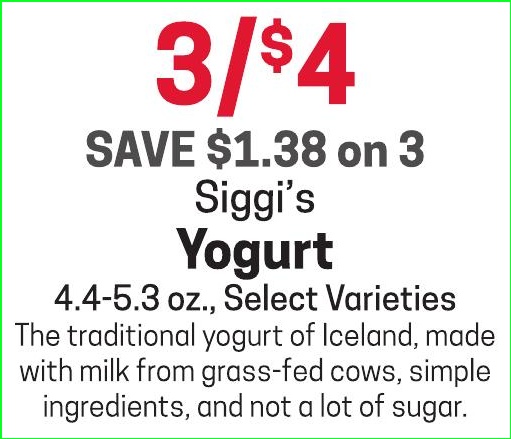 3/$4
SAVE $1.38 on 3
Siggi's
Yogurt
4.4-5.3 oz., Select Varieties
The traditional yogurt of Iceland, made
with milk from grass-fed cows, simple
ingredients, and not a lot of sugar.